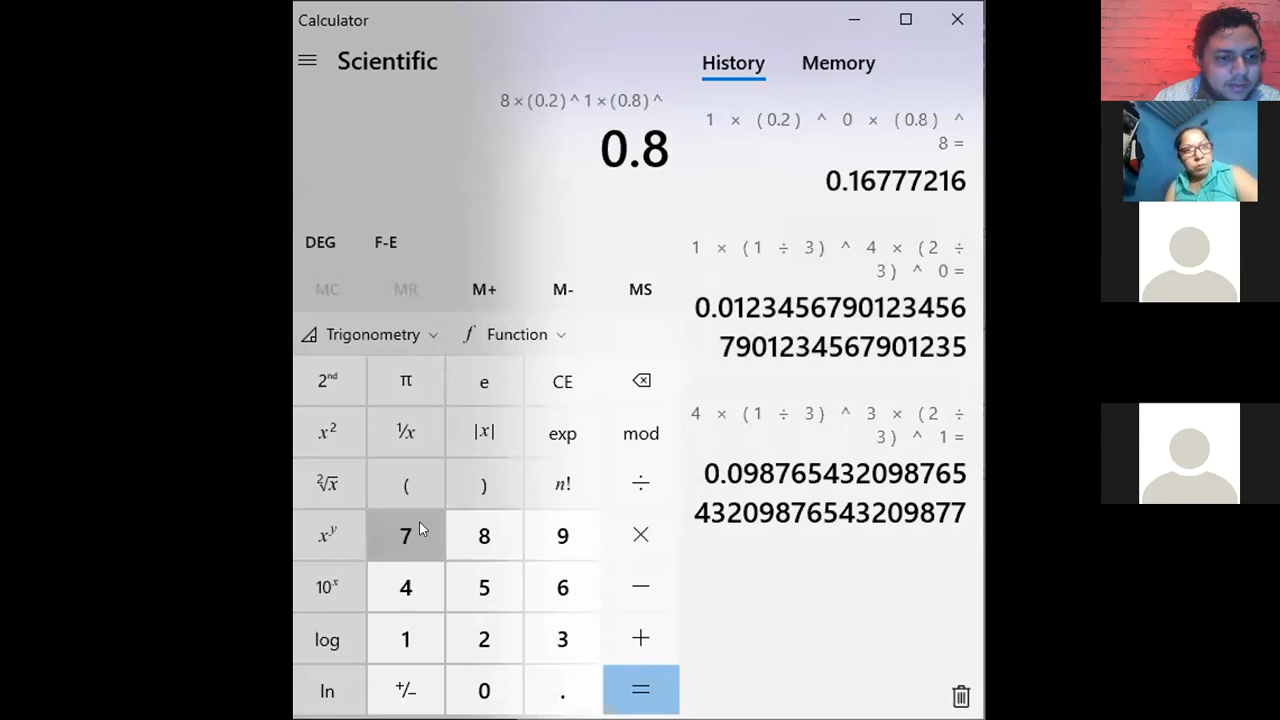 Calculator
Scientific
History
Memory
8 × (0.2) ^ 1 × (0.8) ^
0.8
1 × (0.2) ^ 0 × (0.8) ^
8 =
0.16777216
1 × (1 ÷ 3) ^ 4 × (2 ÷
3) ^ 0 =
0.0123456790123456
7901234567901235
4 × (1 ÷ 3) ^ 3 × (2 ÷
3) ^ 1 =
0.098765432098765
43209876543209877
DEG F-E
MC MR M+ M- MS
Trigonometry f Function
2nd π e CE
x² ¹/x |x| exp mod
²√x ( ) n! ÷
xʸ 7 8 9 ×
10ˣ 4 5 6 −
log 1 2 3 +
ln +/− 0 . =